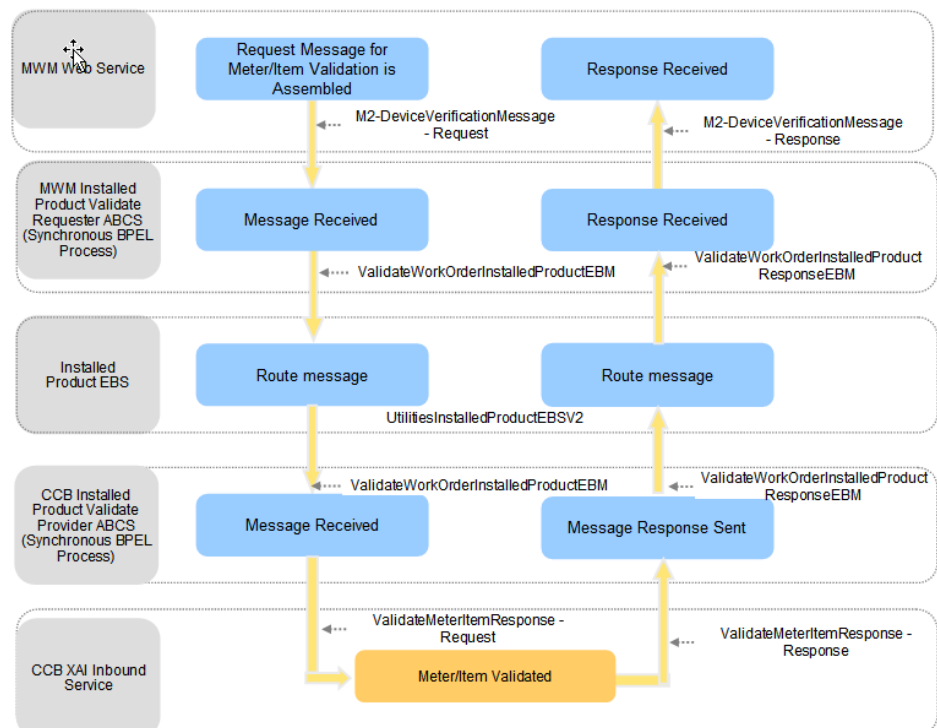 MWM Web Service
Request Message for
Meter/Item Validation is
Assembled
Response Received
M2-DeviceVerificationMessage
- Request
M2-DeviceVerificationMessage
- Response
MWM Installed
Product Validate
Requester ABCS
(Synchronous BPEL
Process)
Message Received
Response Received
ValidateWorkOrderInstalledProductEBM
ValidateWorkOrderInstalledProduct
ResponseEBM
Installed
Product EBS
Route message
Route message
UtilitiesInstalledProductEBSV2
CCB Installed
Product Validate
Provider ABCS
(Synchronous BPEL
Process)
ValidateWorkOrderInstalledProductEBM
ValidateWorkOrderInstalledProduct
ResponseEBM
Message Received
Message Response Sent
CCB XAI Inbound
Service
ValidateMeterItemResponse -
Request
ValidateMeterItemResponse -
Response
Meter/Item Validated